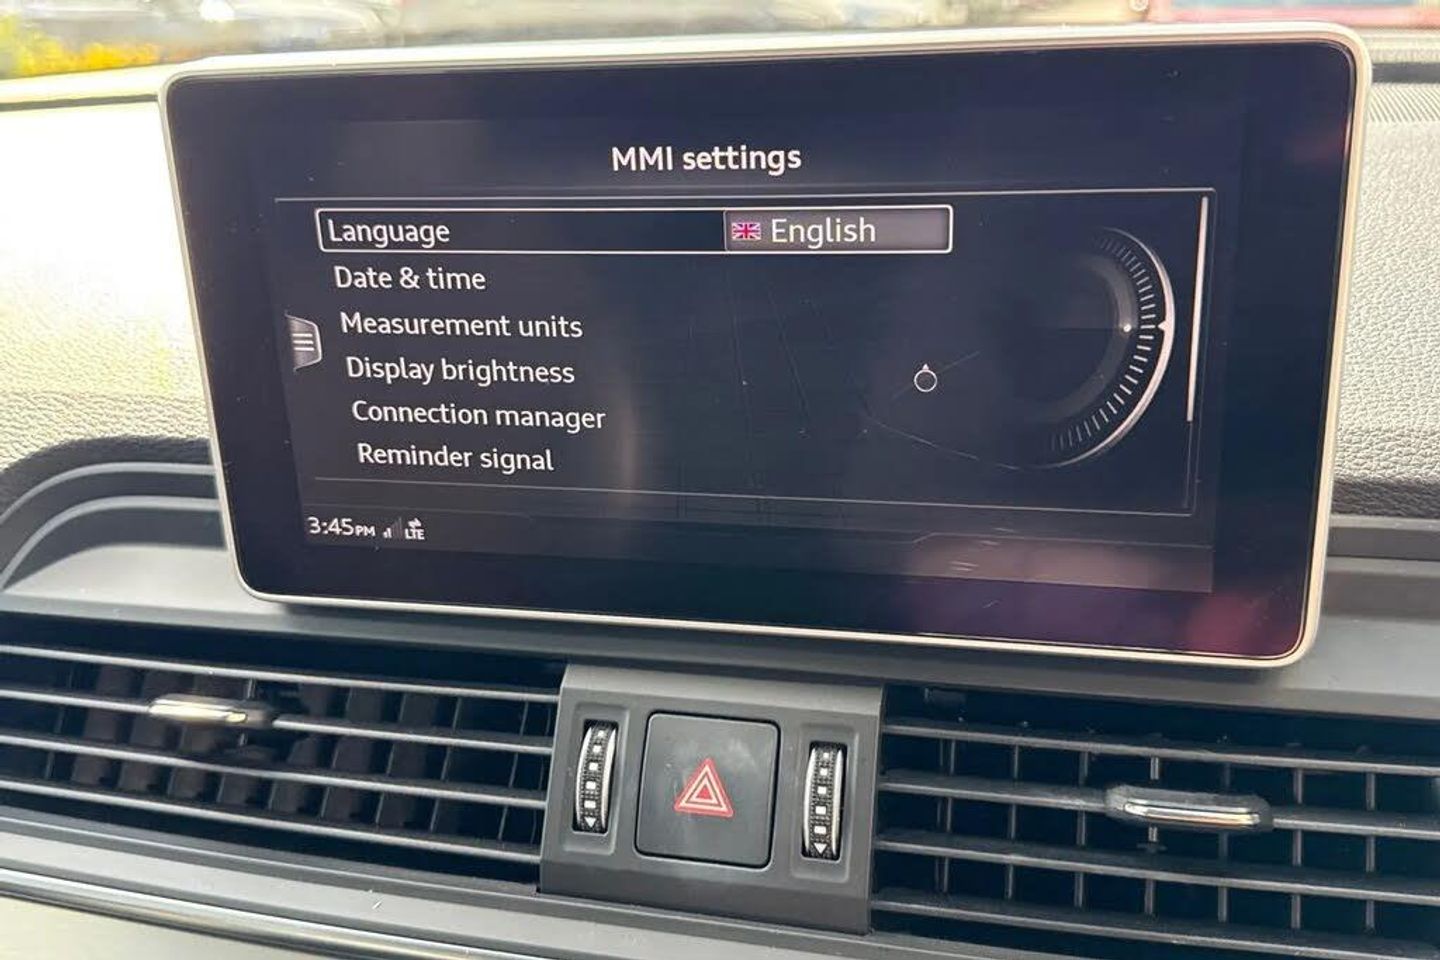 MMI settings
Language English
Date & time
Measurement units
Display brightness
Connection manager
Reminder signal
3:45PM LTE